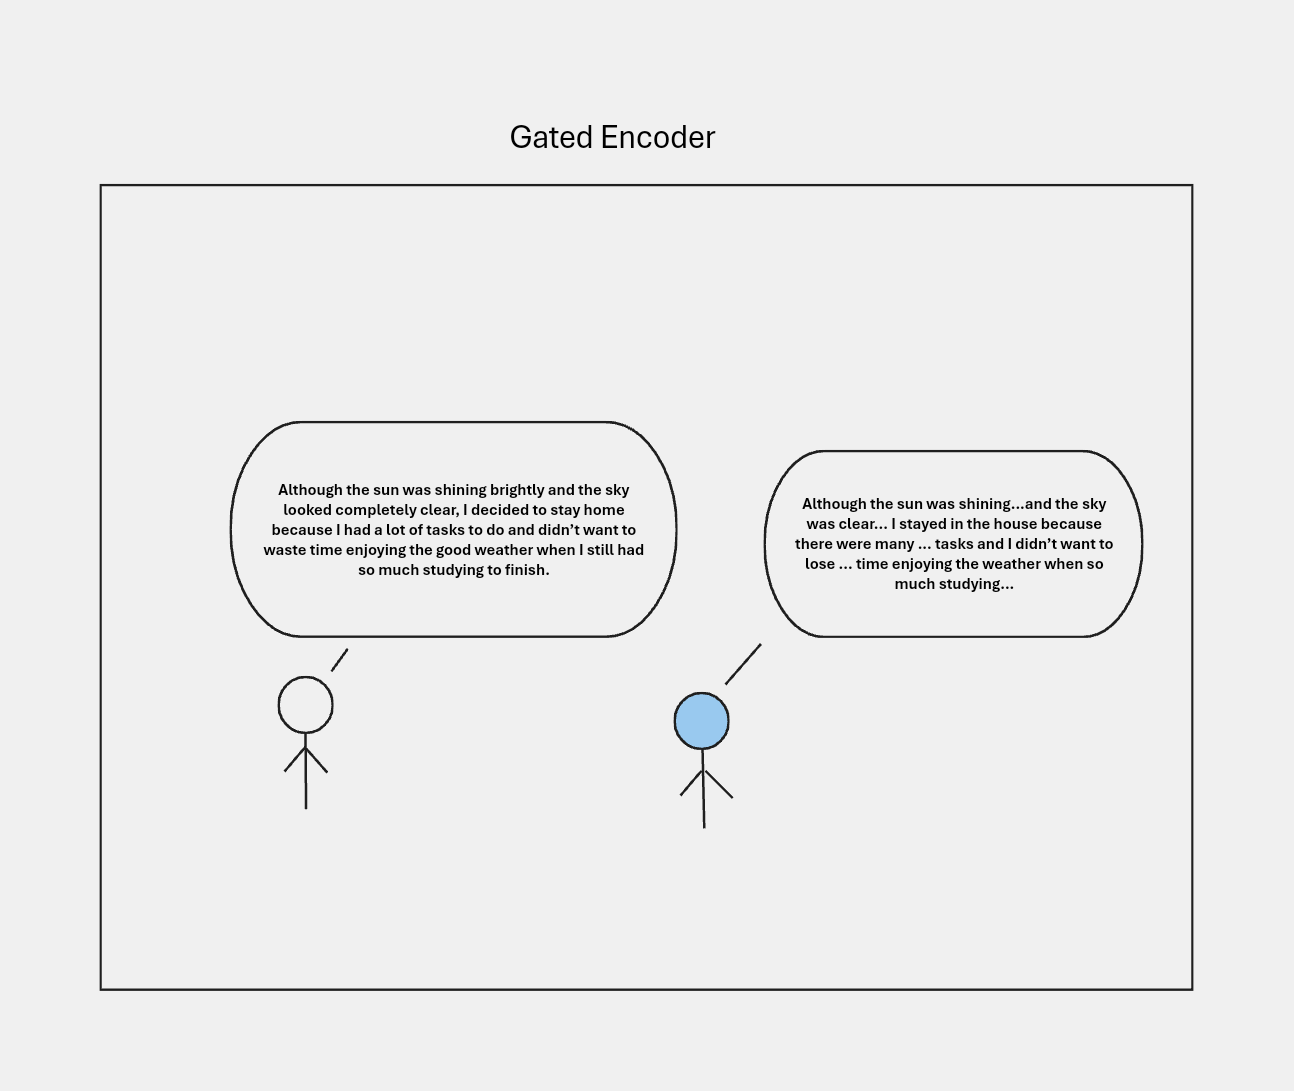 Gated Encoder
Although the sun was shining brightly and the sky
looked completely clear, I decided to stay home
because I had a lot of tasks to do and didn’t want to
waste time enjoying the good weather when I still had
so much studying to finish.
Although the sun was shining...and the sky
was clear... I stayed in the house because
there were many ... tasks and I didn’t want to
lose ... time enjoying the weather when so
much studying...